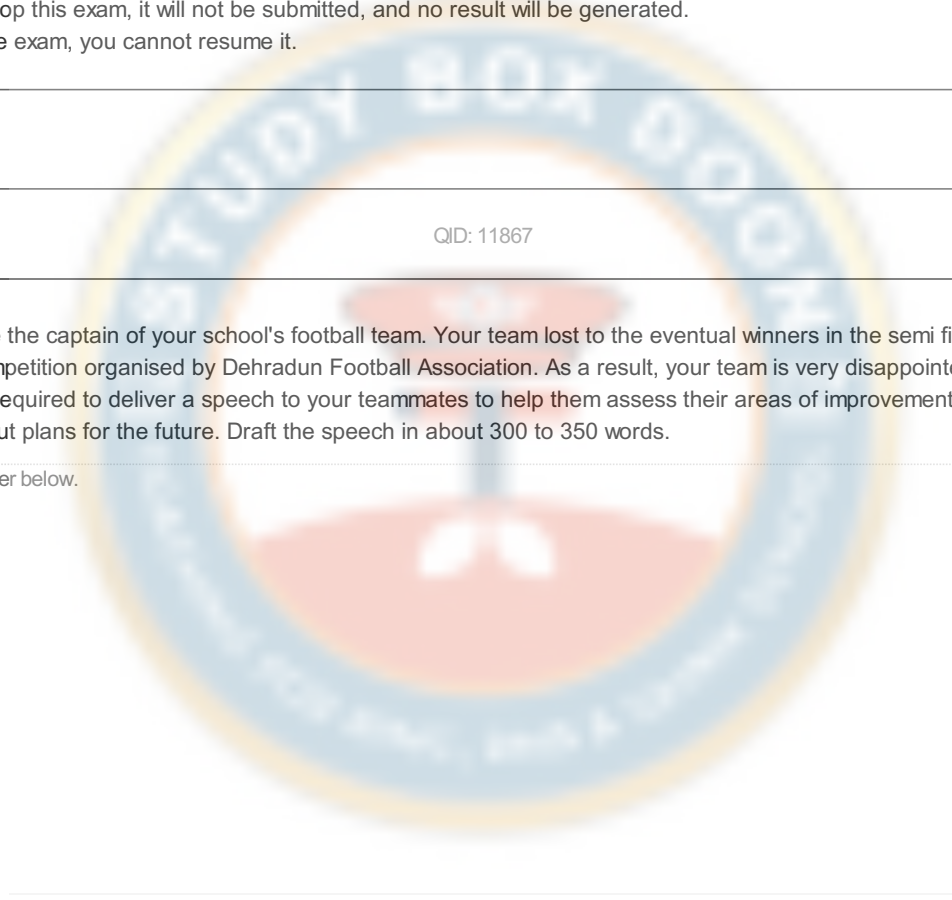 op this exam, it will not be submitted, and no result will be generated.
e exam, you cannot resume it.
STUDY BOX DOON
QID: 11867
the captain of your school's football team. Your team lost to the eventual winners in the semi fi
mpetition organised by Dehradun Football Association. As a result, your team is very disappointe
equired to deliver a speech to your teammates to help them assess their areas of improvement
ut plans for the future. Draft the speech in about 300 to 350 words.
er below.